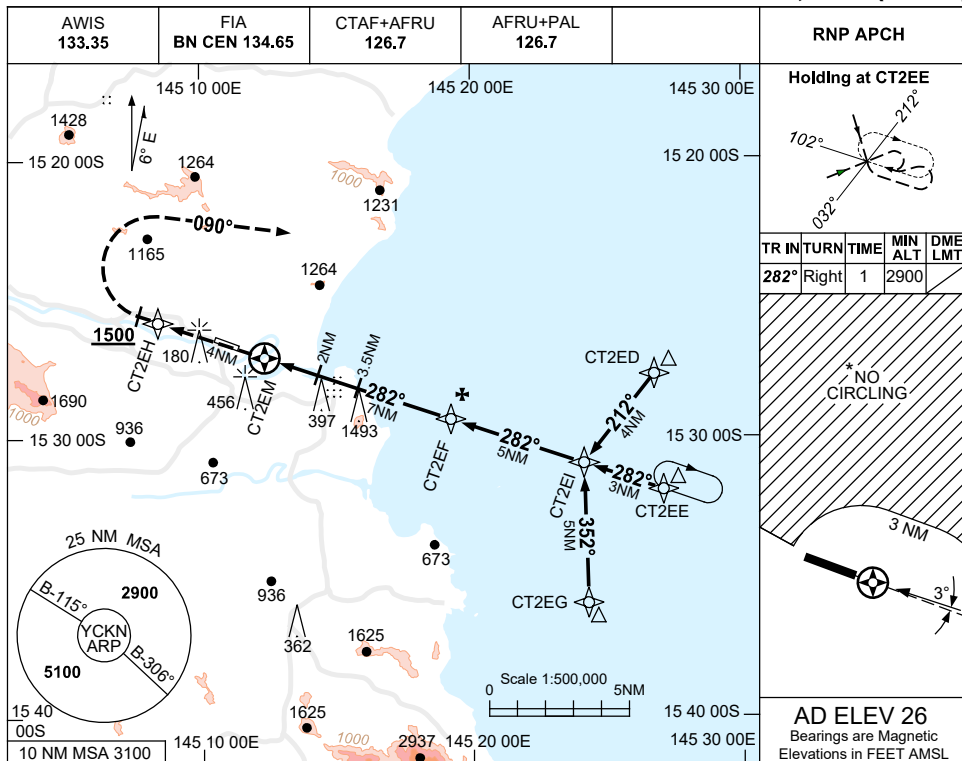 AWIS
133.35
FIA
BN CEN 134.65
CTAF+AFRU
126.7
AFRU+PAL
126.7
RNP APCH
145 10 00E
145 20 00E
145 30 00E
6° E
1428
15 20 00S
15 20 00S
1264
1000
1231
090°
1165
1264
1500
CT2EH
180
4NM
456
CT2EM
2NM
397
3.5NM
1493
282°
7NM
CT2EF
282°
5NM
CT2EI
CT2ED
212°
4NM
282°
3NM
CT2EE
352°
5NM
CT2EG
1690
1000
936
15 30 00S
15 30 00S
673
673
936
362
1625
1625
1000
2937
25 NM MSA
2900
B-115°
YCKN
ARP
B-306°
5100
Scale 1:500,000
0
5NM
15 40
00S
15 40 00S
10 NM MSA 3100
145 10 00E
145 20 00E
145 30 00E
Holding at CT2EE
212°
102°
032°
TR IN
TURN
TIME
MIN
ALT
DME
LMT
282°
Right
1
2900
*NO
CIRCLING
3 NM
3°
AD ELEV 26
Bearings are Magnetic
Elevations in FEET AMSL